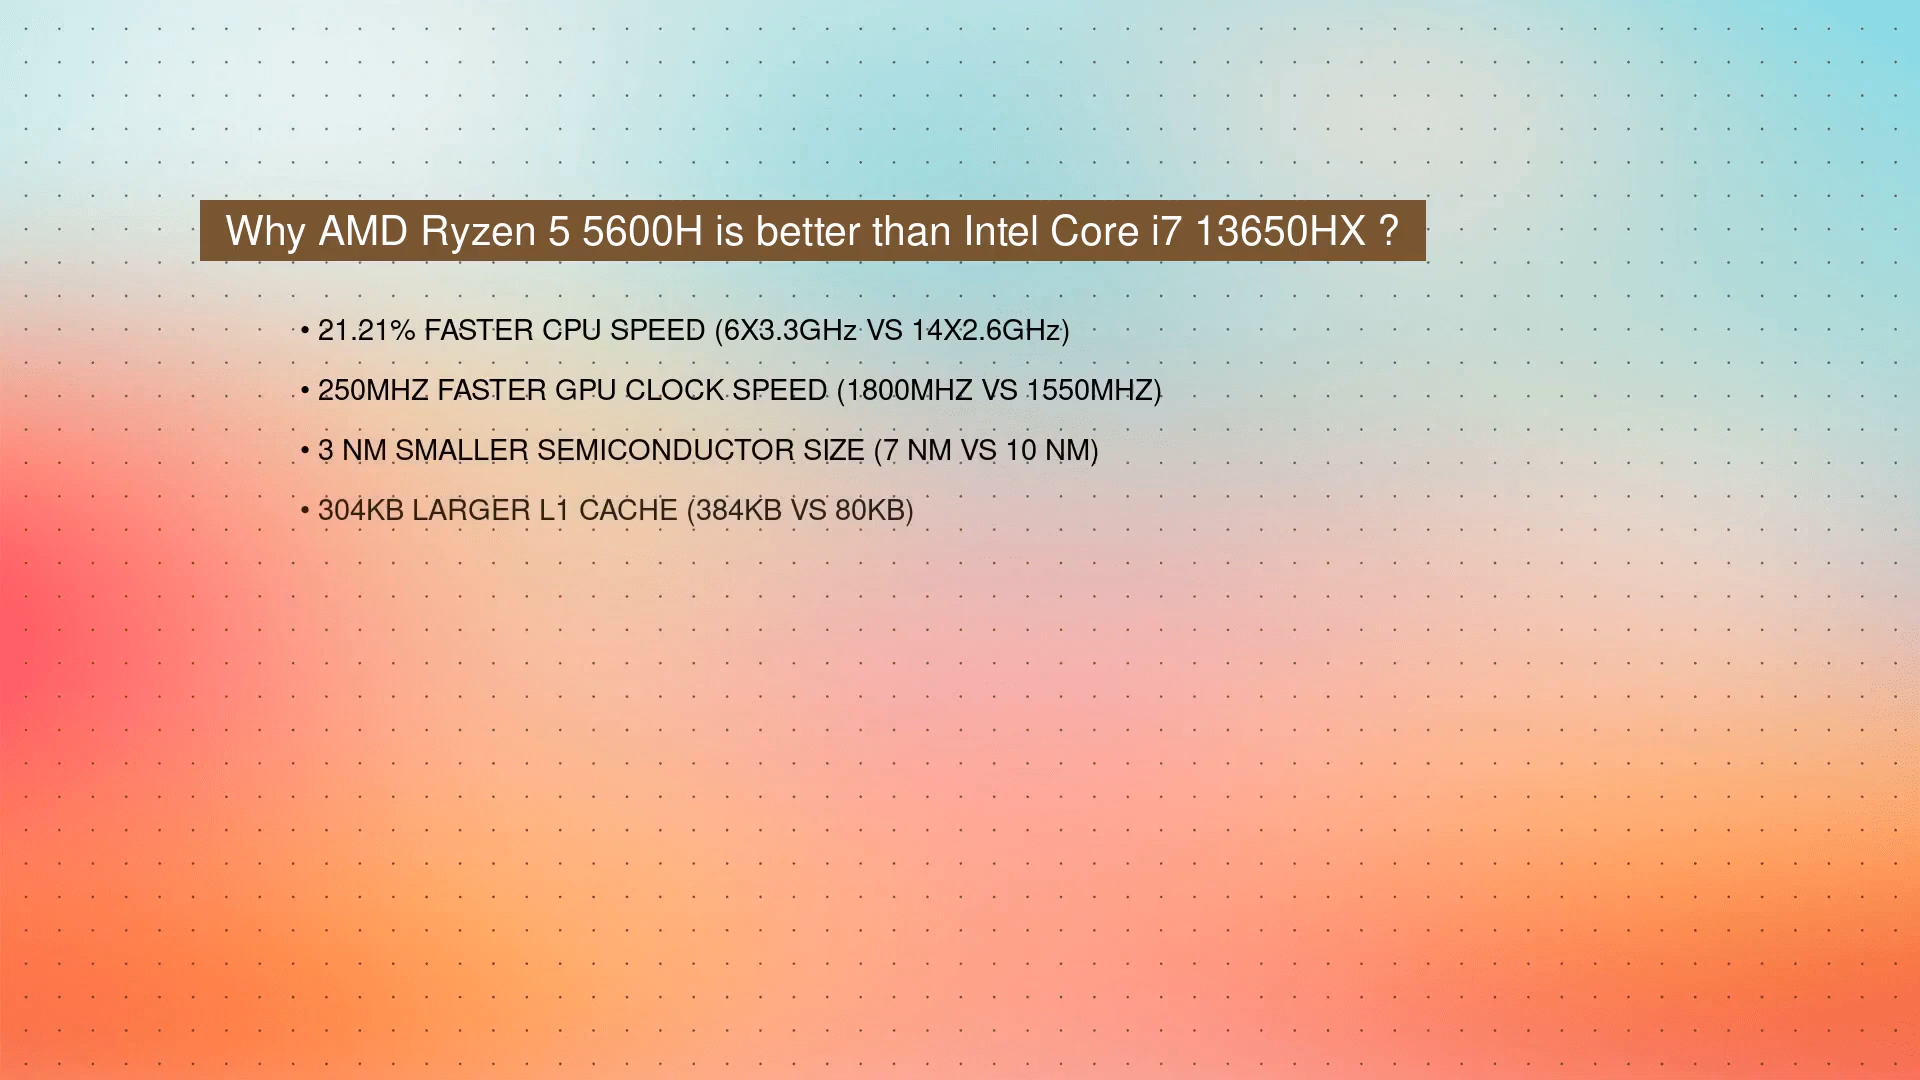 Why AMD Ryzen 5 5600H is better than Intel Core i7 13650HX ?
• 21.21% FASTER CPU SPEED (6X3.3GHz VS 14X2.6GHz)
• 250MHZ FASTER GPU CLOCK SPEED (1800MHZ VS 1550MHZ)
• 3 NM SMALLER SEMICONDUCTOR SIZE (7 NM VS 10 NM)
• 304KB LARGER L1 CACHE (384KB VS 80KB)